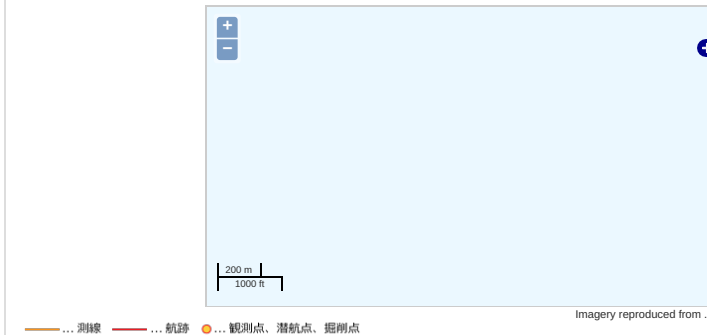 +
−
200 m
1000 ft
Imagery reproduced from .
... 測線 ... 航跡 ... 観測点、潜航点、掘削点